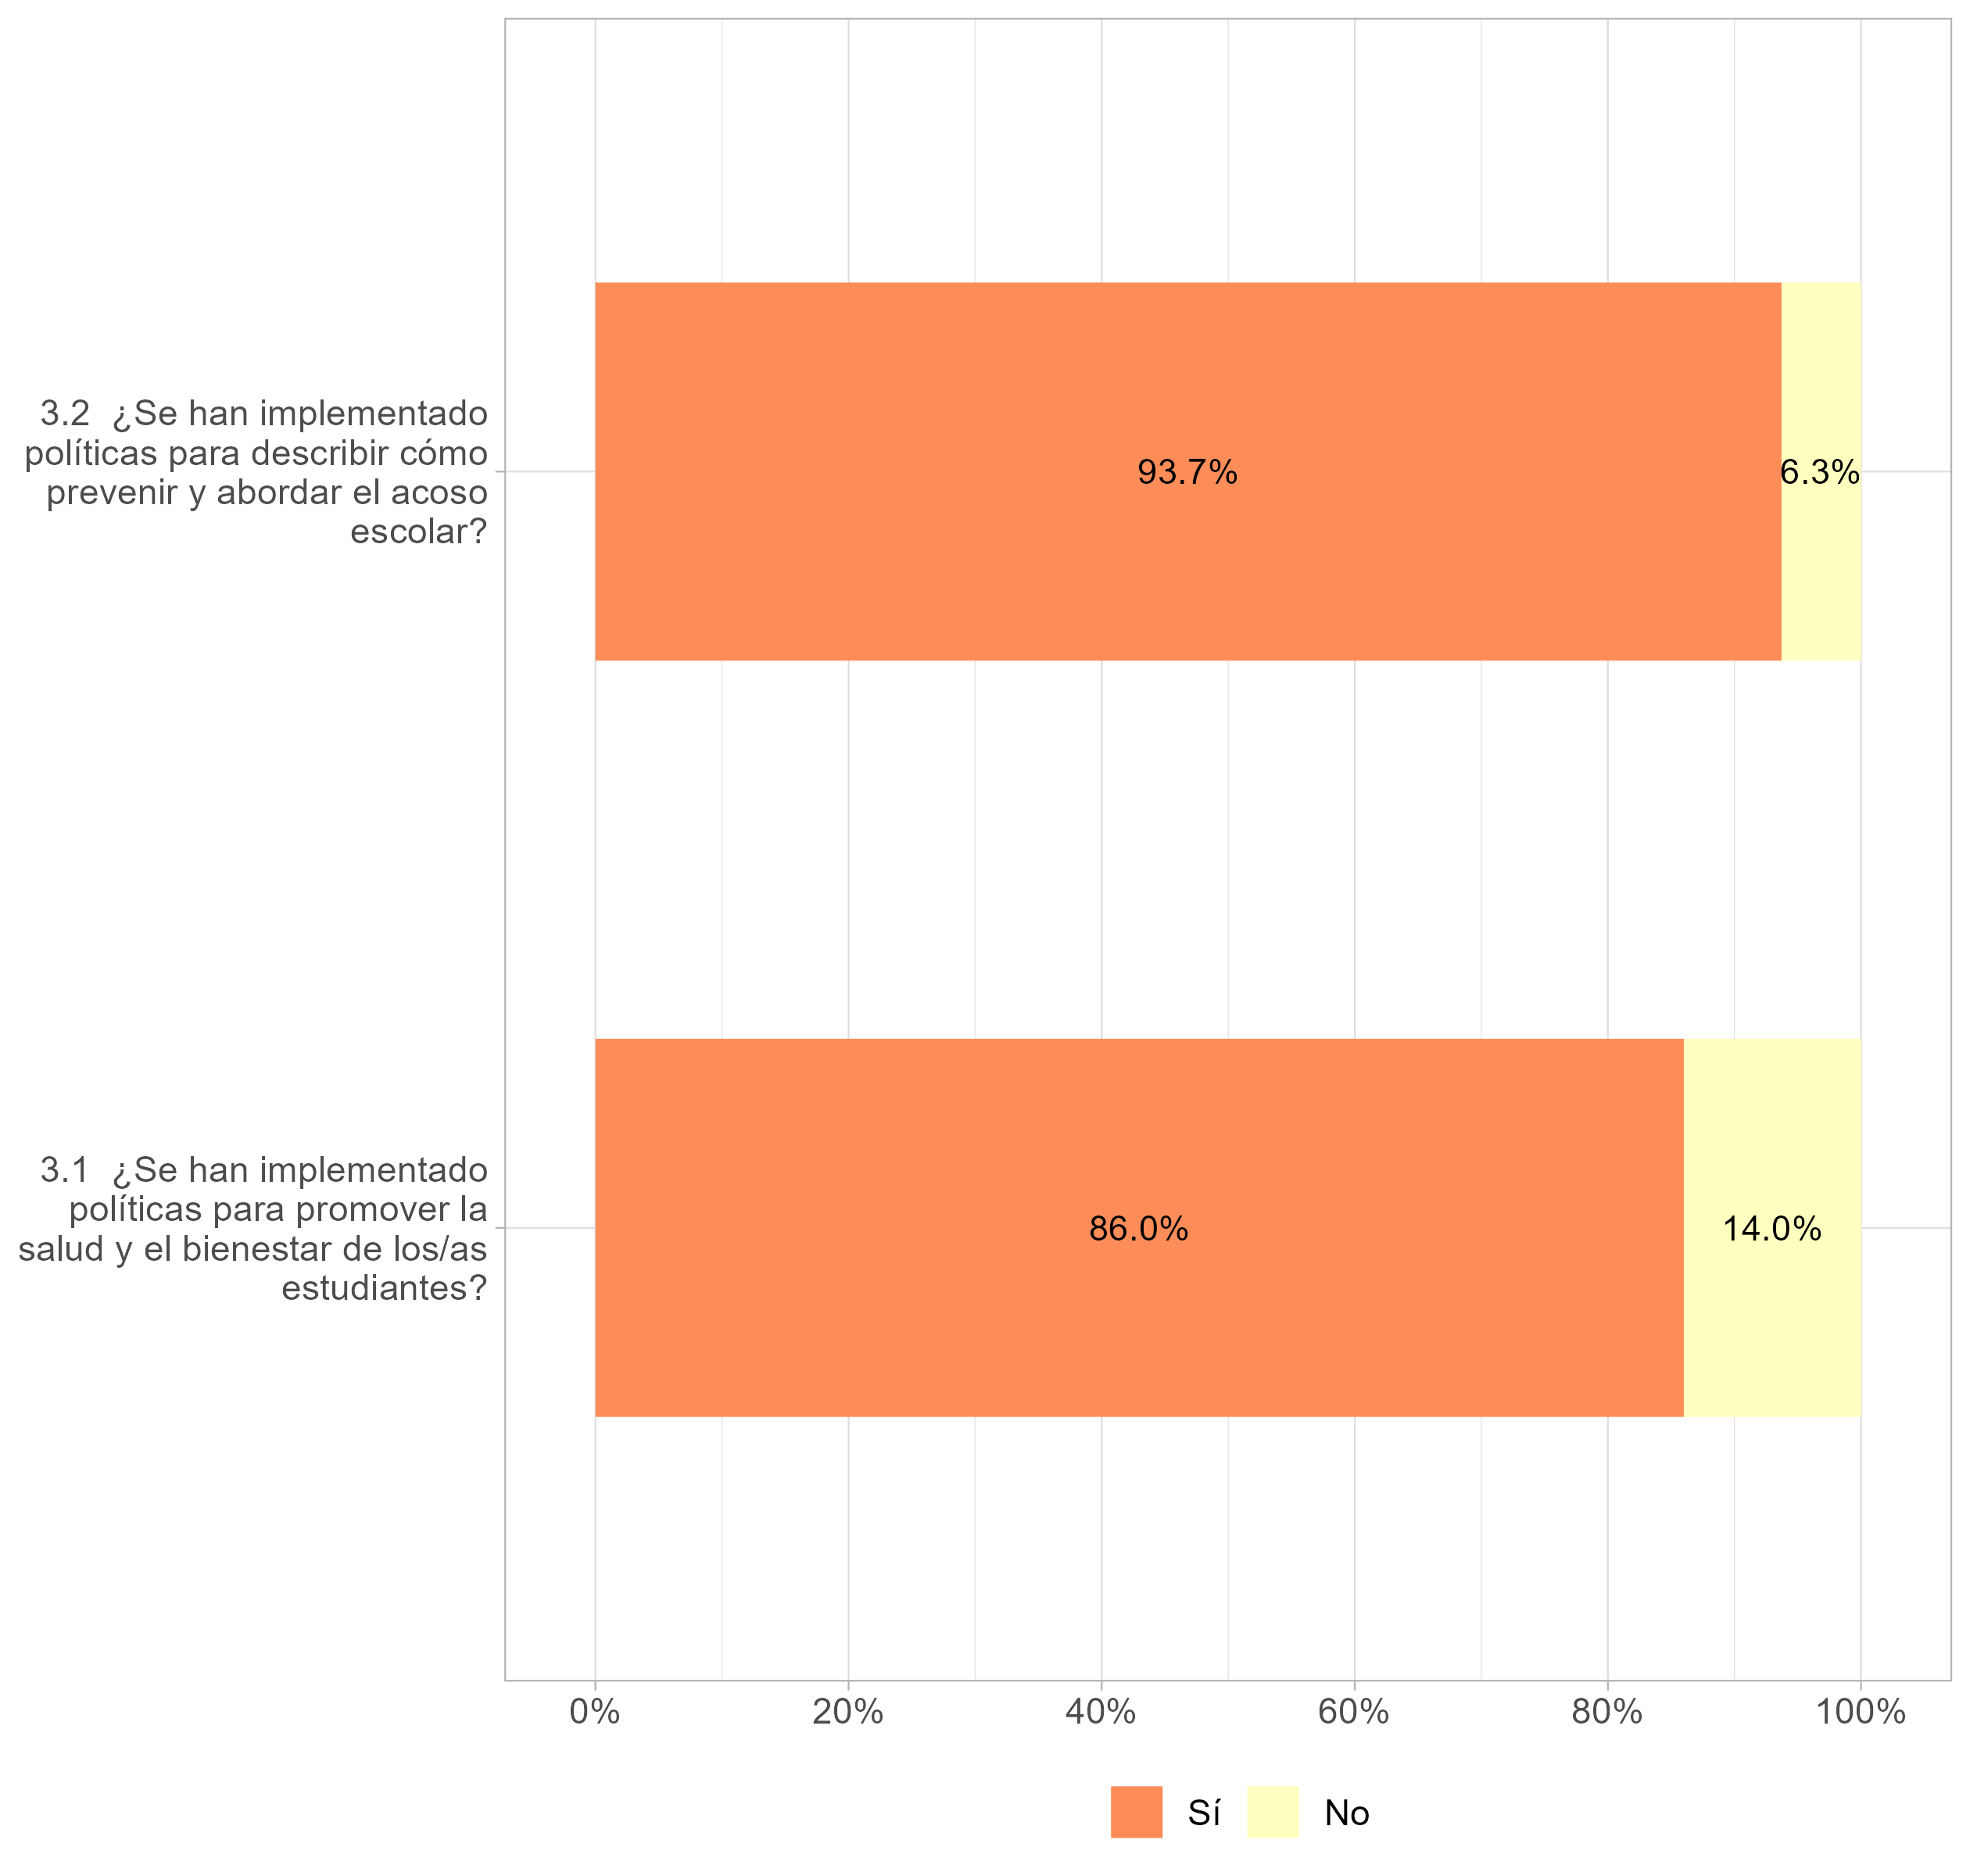 3.2  ¿Se han implementado
políticas para describir cómo
prevenir y abordar el acoso
escolar?
93.7%
6.3%
3.1  ¿Se han implementado
políticas para promover la
salud y el bienestar de los/as
estudiantes?
86.0%
14.0%
0%
20%
40%
60%
80%
100%
Sí
No